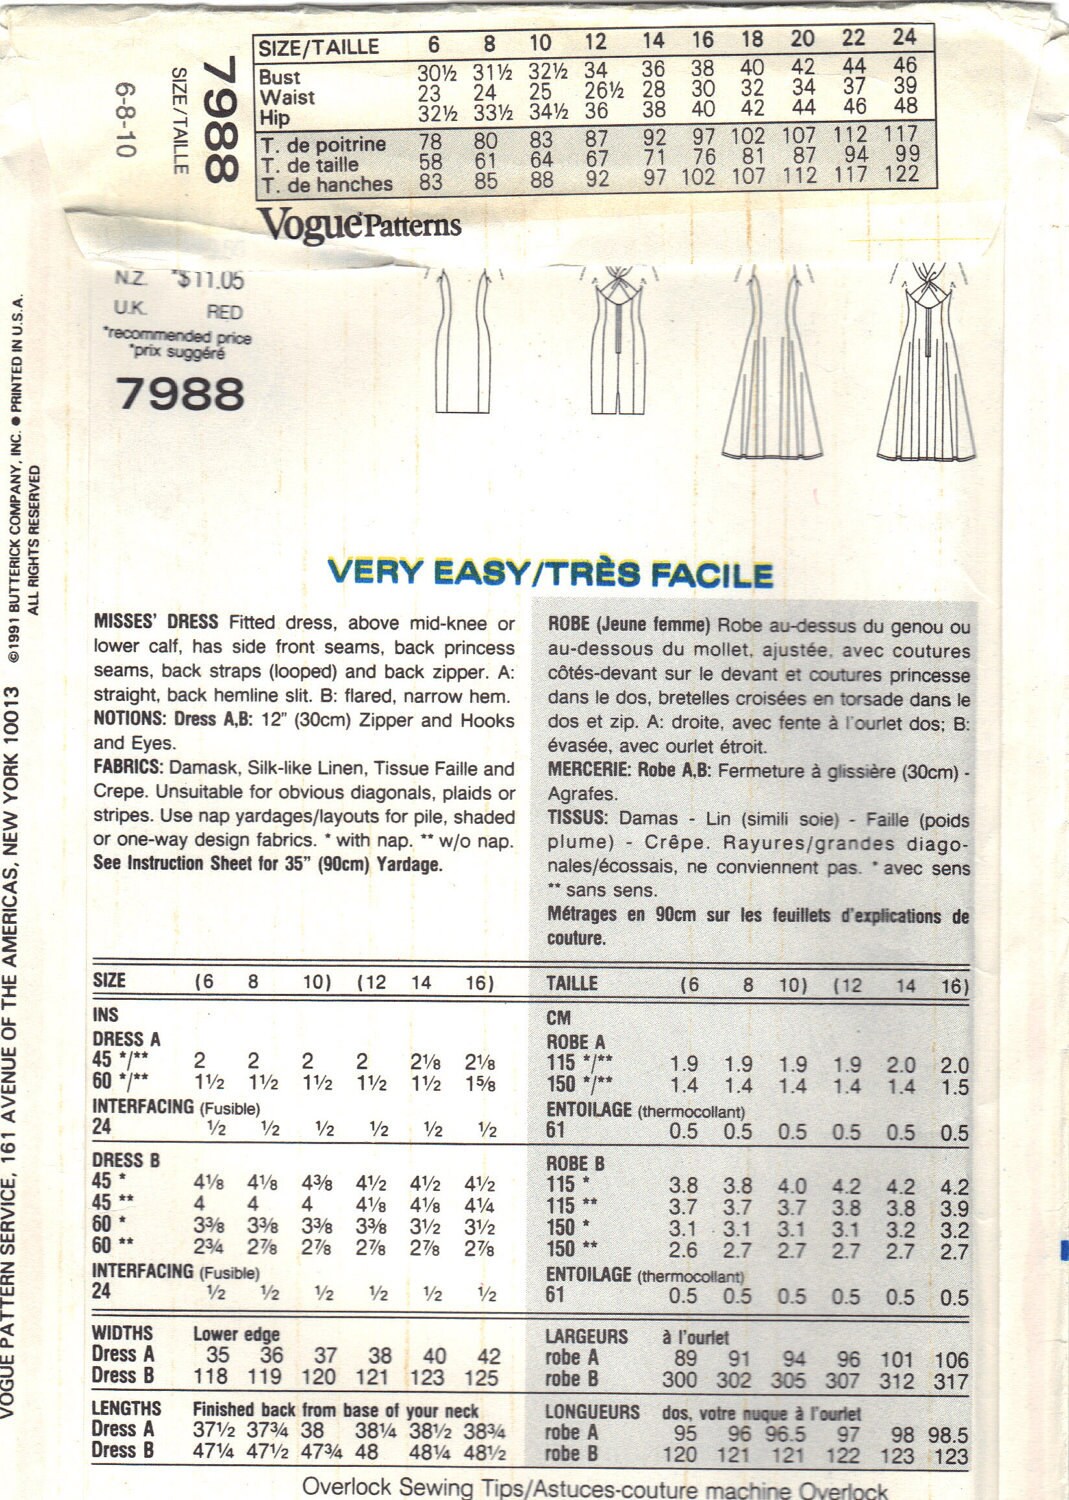 SIZE/TAILLE 6 8 10 12 14 16 18 20 22 24
Bust 30½ 31½ 32½ 34 36 38 40 42 44 46
Waist 23 24 25 26½ 28 30 32 34 37 39
Hip 32½ 33½ 34½ 36 38 40 42 44 46 48
T. de poitrine 78 80 83 87 92 97 102 107 112 117
T. de taille 58 61 64 67 71 76 81 87 94 99
T. de hanches 83 85 88 92 97 102 107 112 117 122
7988
SIZE/TAILLE
6-8-10
Vogue Patterns
N.Z. *$11.05
U.K. RED
*recommended price
*prix suggéré
7988
VOGUE PATTERN SERVICE, 161 AVENUE OF THE AMERICAS, NEW YORK 10013 ©1991 BUTTERICK COMPANY, INC. ● PRINTED IN U.S.A.
ALL RIGHTS RESERVED
VERY EASY/TRÈS FACILE
MISSES' DRESS Fitted dress, above mid-knee or
lower calf, has side front seams, back princess
seams, back straps (looped) and back zipper. A:
straight, back hemline slit. B: flared, narrow hem.
NOTIONS: Dress A,B: 12" (30cm) Zipper and Hooks
and Eyes.
FABRICS: Damask, Silk-like Linen, Tissue Faille and
Crepe. Unsuitable for obvious diagonals, plaids or
stripes. Use nap yardages/layouts for pile, shaded
or one-way design fabrics. * with nap. ** w/o nap.
See Instruction Sheet for 35" (90cm) Yardage.
ROBE (Jeune femme) Robe au-dessus du genou ou
au-dessous du mollet, ajustée, avec coutures
côtés-devant sur le devant et coutures princesse
dans le dos, bretelles croisées en torsade dans le
dos et zip. A: droite, avec fente à l'ourlet dos; B:
évasée, avec ourlet étroit.
MERCERIE: Robe A,B: Fermeture à glissière (30cm) -
Agrafes.
TISSUS: Damas - Lin (simili soie) - Faille (poids
plume) - Crêpe. Rayures/grandes diago-
nales/écossais, ne conviennent pas. * avec sens
** sans sens.
Métrages en 90cm sur les feuillets d'explications de
couture.
SIZE (6 8 10) (12 14 16)
INS
DRESS A
45 */** 2 2 2 2 2⅛ 2⅛
60 */** 1½ 1½ 1½ 1½ 1½ 1⅝
INTERFACING (Fusible)
24 ½ ½ ½ ½ ½ ½
DRESS B
45 * 4⅛ 4⅛ 4⅜ 4½ 4½ 4½
45 ** 4 4 4 4⅛ 4⅛ 4¼
60 * 3⅜ 3⅜ 3⅜ 3⅜ 3½ 3½
60 ** 2¾ 2⅞ 2⅞ 2⅞ 2⅞ 2⅞
INTERFACING (Fusible)
24 ½ ½ ½ ½ ½ ½
WIDTHS Lower edge
Dress A 35 36 37 38 40 42
Dress B 118 119 120 121 123 125
LENGTHS Finished back from base of your neck
Dress A 37½ 37¾ 38 38¼ 38½ 38¾
Dress B 47¼ 47½ 47¾ 48 48¼ 48½
TAILLE (6 8 10) (12 14 16)
CM
ROBE A
115 */** 1.9 1.9 1.9 1.9 2.0 2.0
150 */** 1.4 1.4 1.4 1.4 1.4 1.5
ENTOILAGE (thermocollant)
61 0.5 0.5 0.5 0.5 0.5 0.5
ROBE B
115 * 3.8 3.8 4.0 4.2 4.2 4.2
115 ** 3.7 3.7 3.7 3.8 3.8 3.9
150 * 3.1 3.1 3.1 3.1 3.2 3.2
150 ** 2.6 2.7 2.7 2.7 2.7 2.7
ENTOILAGE (thermocollant)
61 0.5 0.5 0.5 0.5 0.5 0.5
LARGEURS à l'ourlet
robe A 89 91 94 96 101 106
robe B 300 302 305 307 312 317
LONGUEURS dos, votre nuque à l'ourlet
robe A 95 96 96.5 97 98 98.5
robe B 120 121 121 122 123 123
Overlock Sewing Tips/Astuces-couture machine Overlock